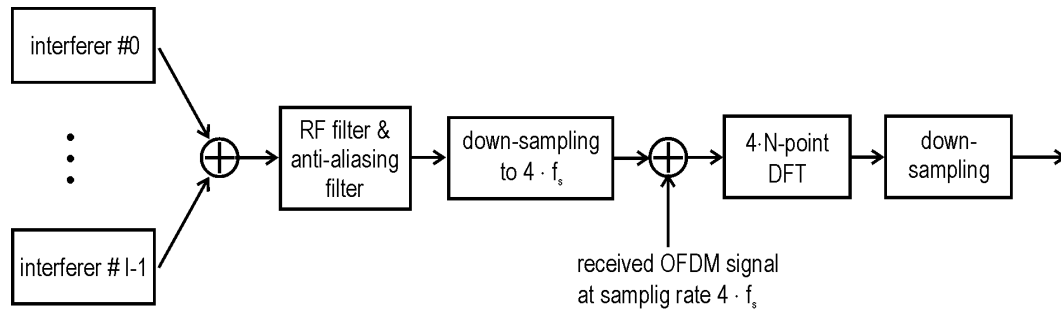 interferer #0
RF filter &
anti-aliasing
filter
down-sampling
to 4 · fs
4·N-point
DFT
down-
sampling
interferer # I-1
received OFDM signal
at samplig rate 4 · fs